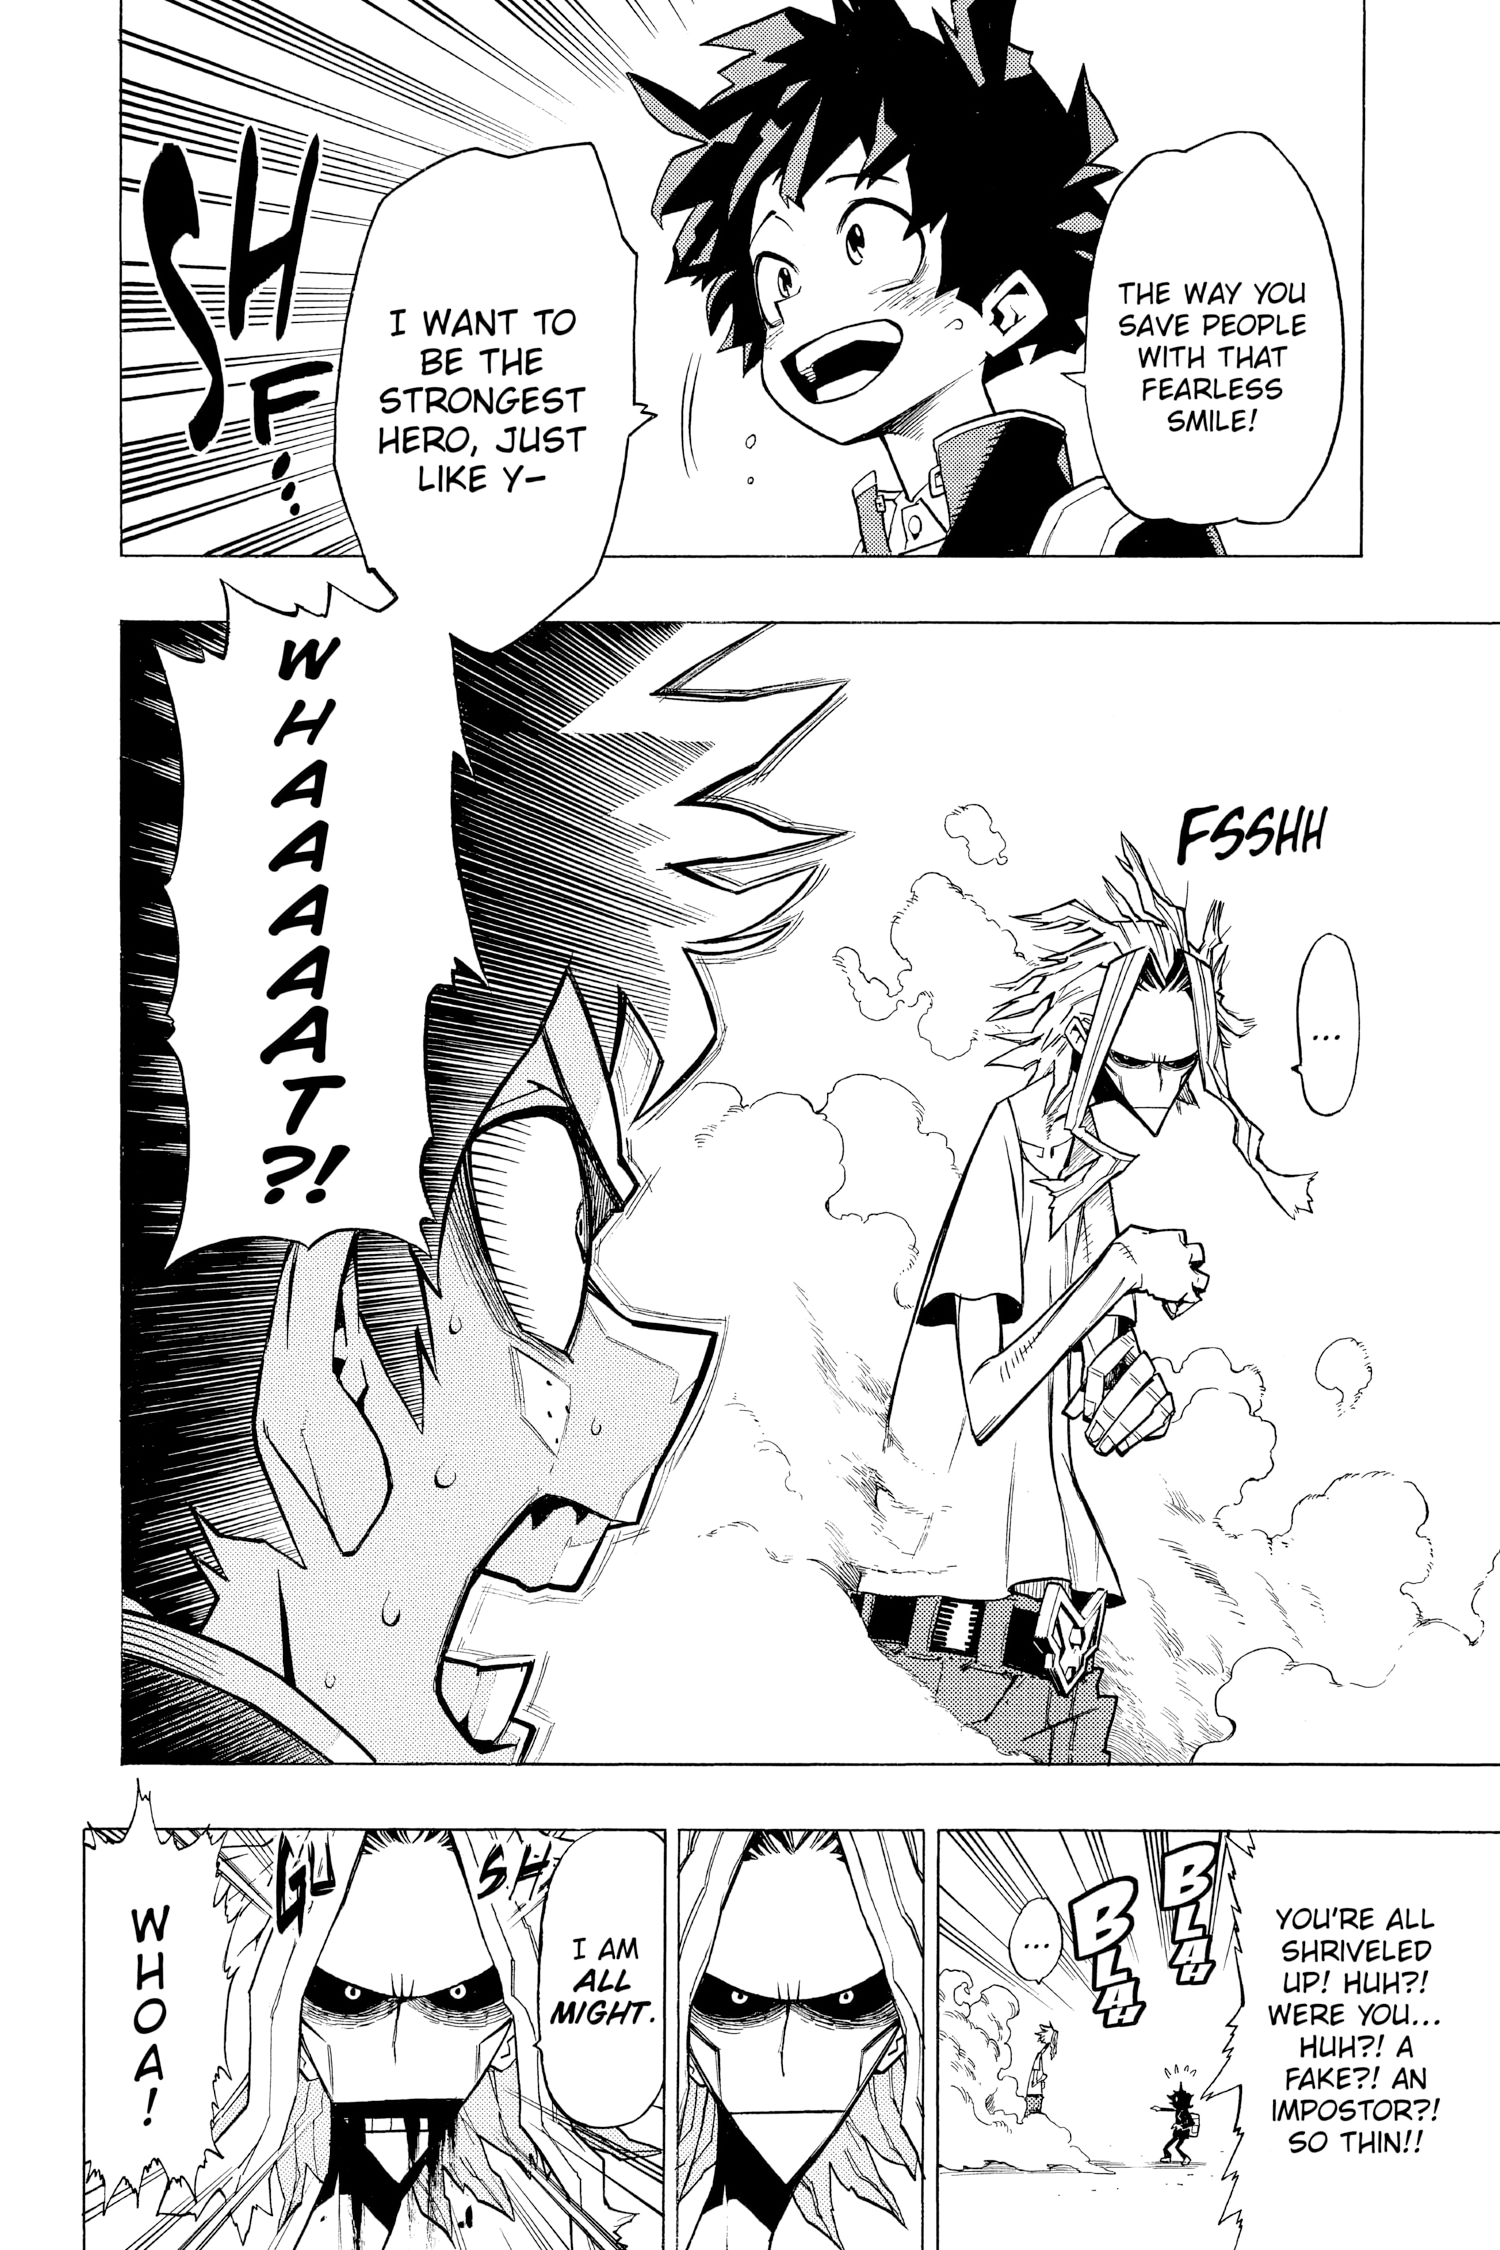 THE WAY YOU
SAVE PEOPLE
WITH THAT
FEARLESS
SMILE!
I WANT TO
BE THE
STRONGEST
HERO, JUST
LIKE Y-
SHF
WHAAAAAT?!
FSSHH
...
YOU'RE ALL
SHRIVELED
UP! HUH?!
WERE YOU...
HUH?! A
FAKE?! AN
IMPOSTOR?!
SO THIN!!
BLAH
BLAH
...
I AM
ALL
MIGHT.
GUSH
WHOA!